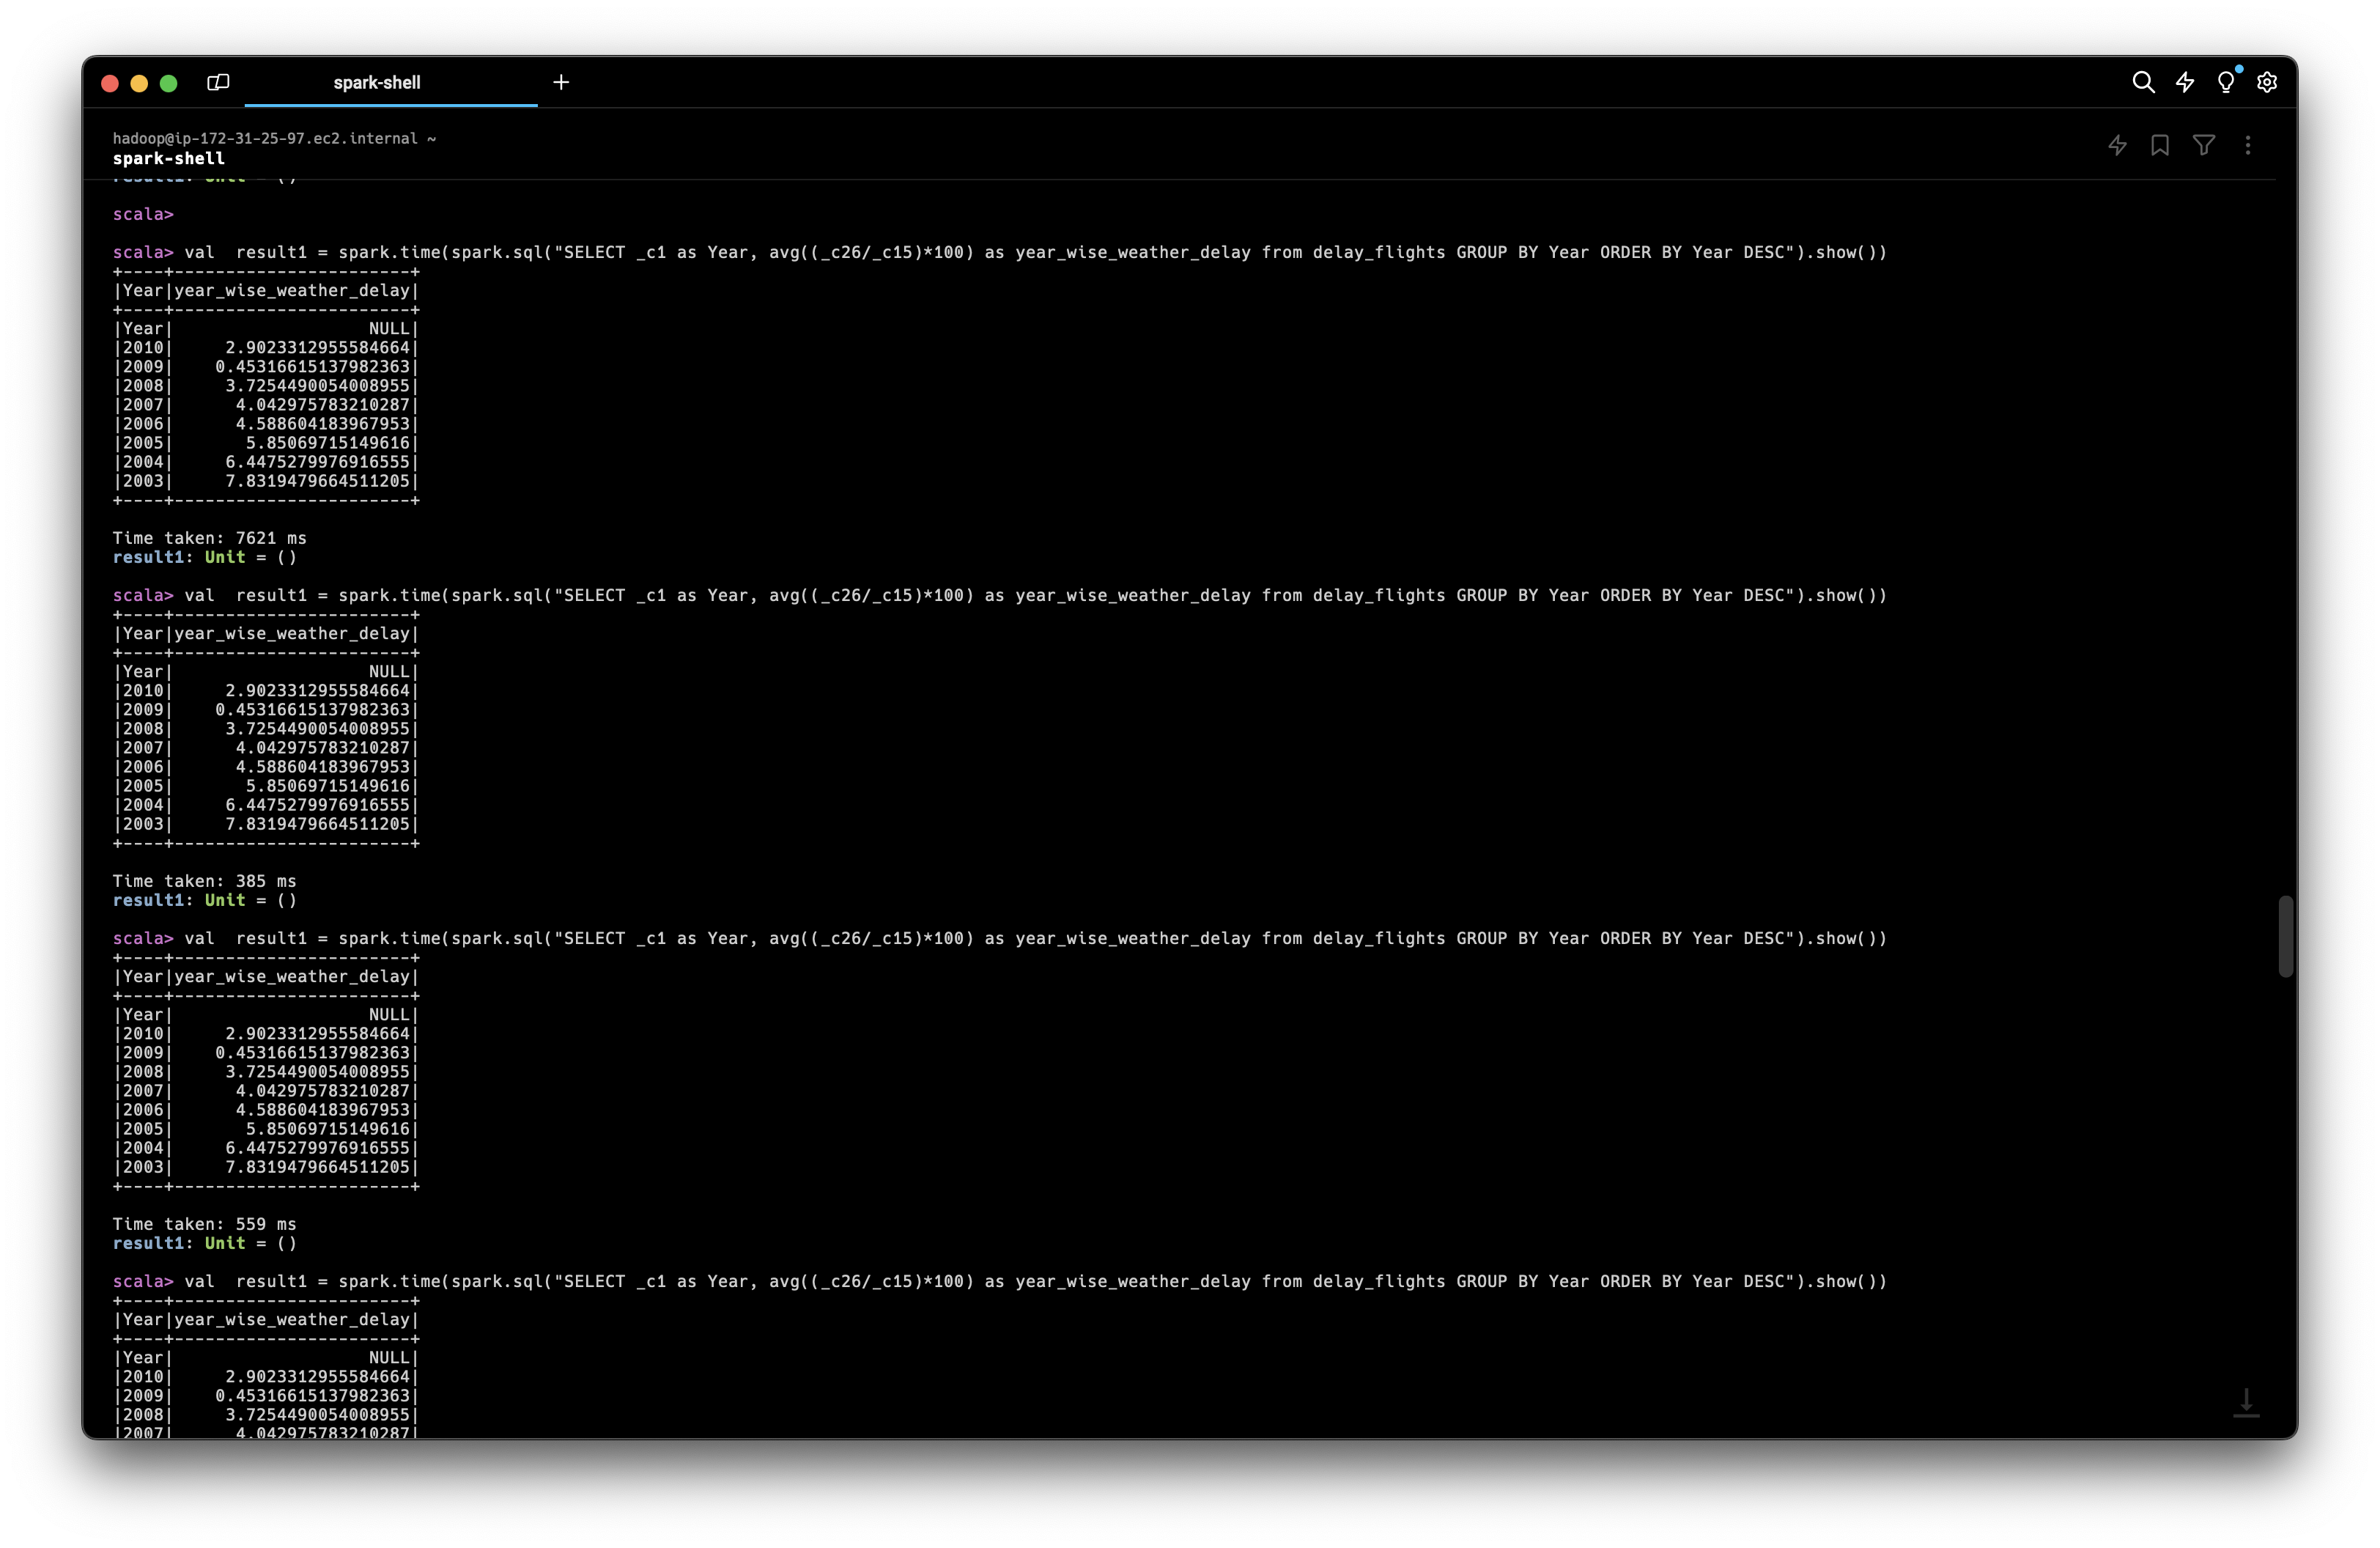 spark-shell
hadoop@ip-172-31-25-97.ec2.internal ~
spark-shell
result1: Unit = ()
scala>
scala> val  result1 = spark.time(spark.sql("SELECT _c1 as Year, avg((_c26/_c15)*100) as year_wise_weather_delay from delay_flights GROUP BY Year ORDER BY Year DESC").show())
+----+-----------------------+
|Year|year_wise_weather_delay|
+----+-----------------------+
|Year|                   NULL|
|2010|     2.9023312955584664|
|2009|    0.45316615137982363|
|2008|     3.7254490054008955|
|2007|      4.042975783210287|
|2006|      4.588604183967953|
|2005|       5.85069715149616|
|2004|     6.4475279976916555|
|2003|     7.8319479664511205|
+----+-----------------------+
Time taken: 7621 ms
result1: Unit = ()
scala> val  result1 = spark.time(spark.sql("SELECT _c1 as Year, avg((_c26/_c15)*100) as year_wise_weather_delay from delay_flights GROUP BY Year ORDER BY Year DESC").show())
+----+-----------------------+
|Year|year_wise_weather_delay|
+----+-----------------------+
|Year|                   NULL|
|2010|     2.9023312955584664|
|2009|    0.45316615137982363|
|2008|     3.7254490054008955|
|2007|      4.042975783210287|
|2006|      4.588604183967953|
|2005|       5.85069715149616|
|2004|     6.4475279976916555|
|2003|     7.8319479664511205|
+----+-----------------------+
Time taken: 385 ms
result1: Unit = ()
scala> val  result1 = spark.time(spark.sql("SELECT _c1 as Year, avg((_c26/_c15)*100) as year_wise_weather_delay from delay_flights GROUP BY Year ORDER BY Year DESC").show())
+----+-----------------------+
|Year|year_wise_weather_delay|
+----+-----------------------+
|Year|                   NULL|
|2010|     2.9023312955584664|
|2009|    0.45316615137982363|
|2008|     3.7254490054008955|
|2007|      4.042975783210287|
|2006|      4.588604183967953|
|2005|       5.85069715149616|
|2004|     6.4475279976916555|
|2003|     7.8319479664511205|
+----+-----------------------+
Time taken: 559 ms
result1: Unit = ()
scala> val  result1 = spark.time(spark.sql("SELECT _c1 as Year, avg((_c26/_c15)*100) as year_wise_weather_delay from delay_flights GROUP BY Year ORDER BY Year DESC").show())
+----+-----------------------+
|Year|year_wise_weather_delay|
+----+-----------------------+
|Year|                   NULL|
|2010|     2.9023312955584664|
|2009|    0.45316615137982363|
|2008|     3.7254490054008955|
|2007|      4.042975783210287|